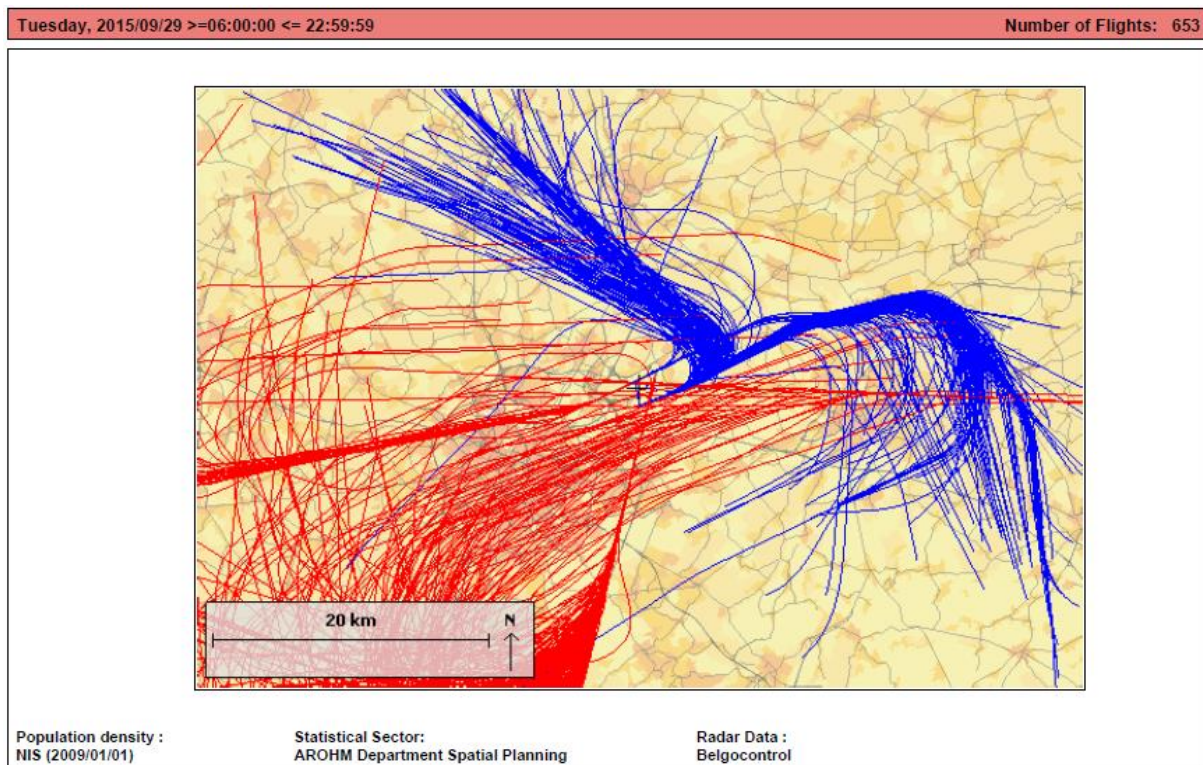 Tuesday, 2015/09/29 >=06:00:00 <= 22:59:59 Number of Flights: 653
20 km N
Population density : Statistical Sector: Radar Data :
NIS (2009/01/01) AROHM Department Spatial Planning Belgocontrol